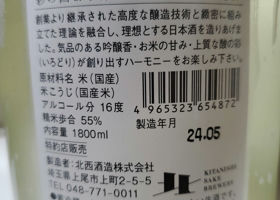 創業より継承された高度な醸造技術と緻密に組み
立てた理論を融合し、理想とする日本酒を造りあげまし
た。気品のある吟醸香・お米の甘み・上質な酸の彩
(いろどり)が創り出すハーモニーをお楽しみ下さい。
原材料名 米(国産)
米こうじ(国産米)
アルコール分 16度
精米歩合 55%
内容量 1800ml
特約店販売
4 965323 654872
製造年月
24.05
製造者:北西酒造株式会社
埼玉県上尾市上町2-5-5
TEL 048-771-0011
KITANISHI
SAKE
BREWERY